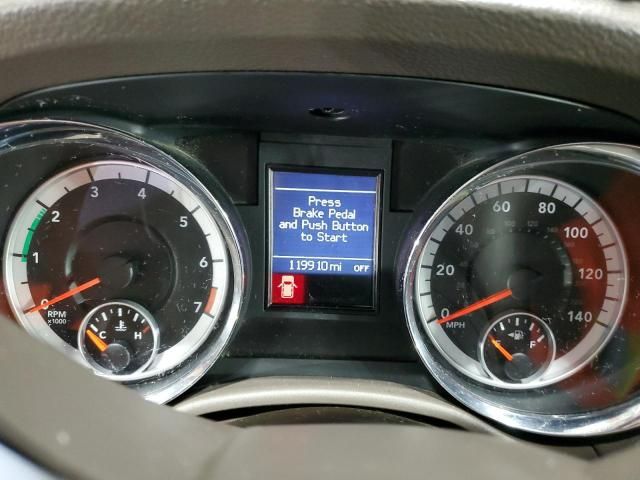 Press
Brake Pedal
and Push Button
to Start
119910 mi OFF
0 1 2 3 4 5 6 7
RPM
x1000
C H
0 20 40 60 80 100 120 140
MPH
E F